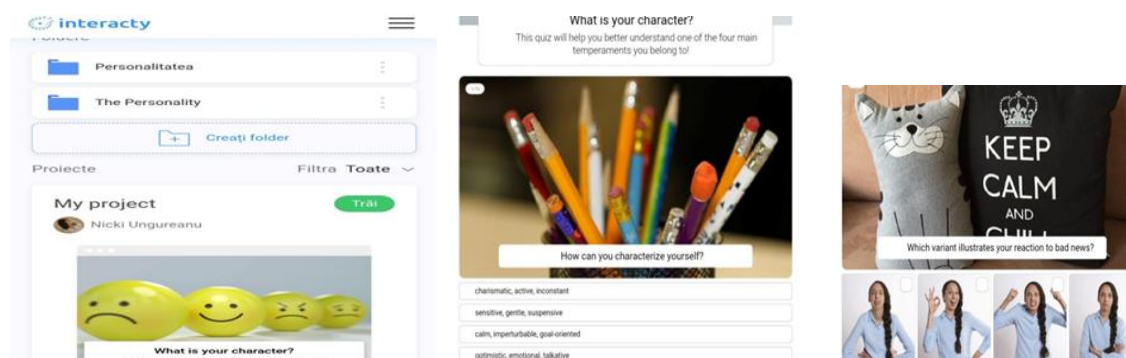 interacty
Foldere
Personalitatea
The Personality
Creați folder
Proiecte
Filtra Toate
My project
Trăi
Nicki Ungureanu
What is your character?
What is your character?
This quiz will help you better understand one of the four main
temperaments you belong to!
How can you characterize yourself?
charismatic, active, inconstant
sensitive, gentle, suspensive
calm, imperturbable, goal-oriented
optimistic, emotional, talkative
KEEP
CALM
AND
CHILL
Which variant illustrates your reaction to bad news?